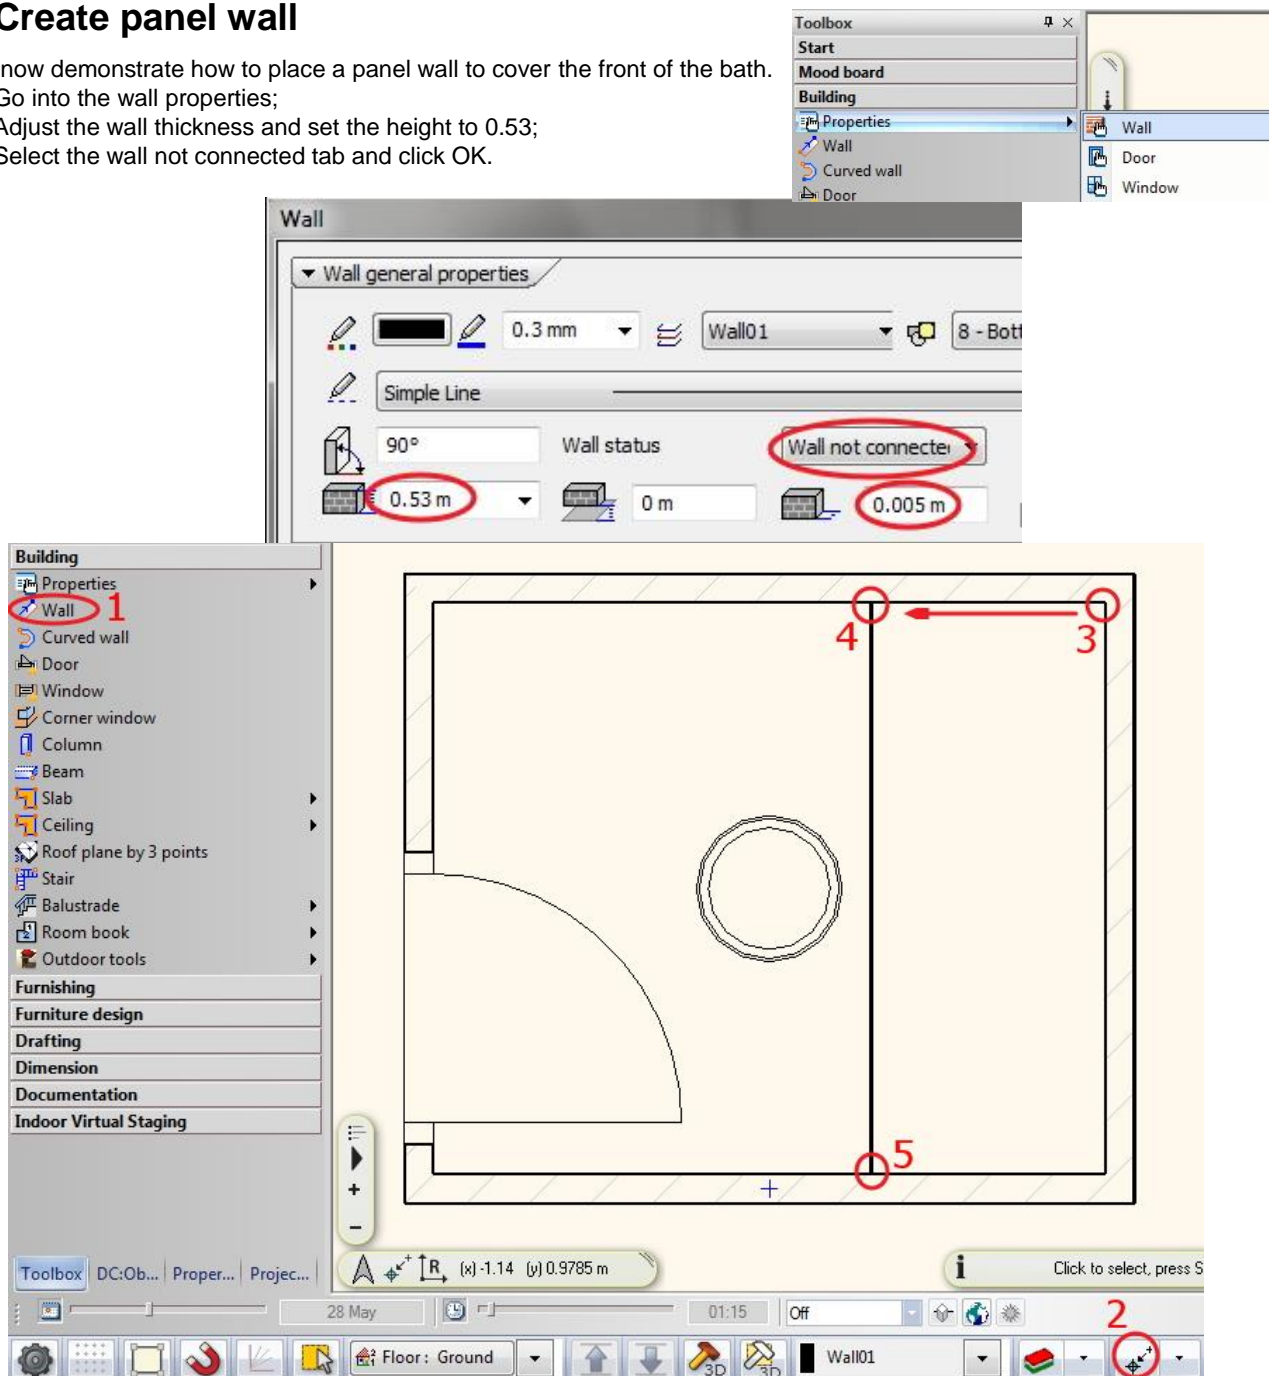 Create panel wall
now demonstrate how to place a panel wall to cover the front of the bath.
Go into the wall properties;
Adjust the wall thickness and set the height to 0.53;
Select the wall not connected tab and click OK.
Toolbox
Start
Mood board
Building
Properties
Wall
Curved wall
Door
Wall
Door
Window
Wall
Wall general properties
0.3 mm
Wall01
8 - Bott
Simple Line
90°
Wall status
Wall not connecte
0.53 m
0 m
0.005 m
Building
Properties
Wall 1
Curved wall
Door
Window
Corner window
Column
Beam
Slab
Ceiling
Roof plane by 3 points
Stair
Balustrade
Room book
Outdoor tools
Furnishing
Furniture design
Drafting
Dimension
Documentation
Indoor Virtual Staging
4
3
5
Toolbox DC:Ob... Proper... Projec...
R (x) -1.14 (y) 0.9785 m
i Click to select, press S
28 May
01:15
Off
2
Floor : Ground
3D
3D
Wall01